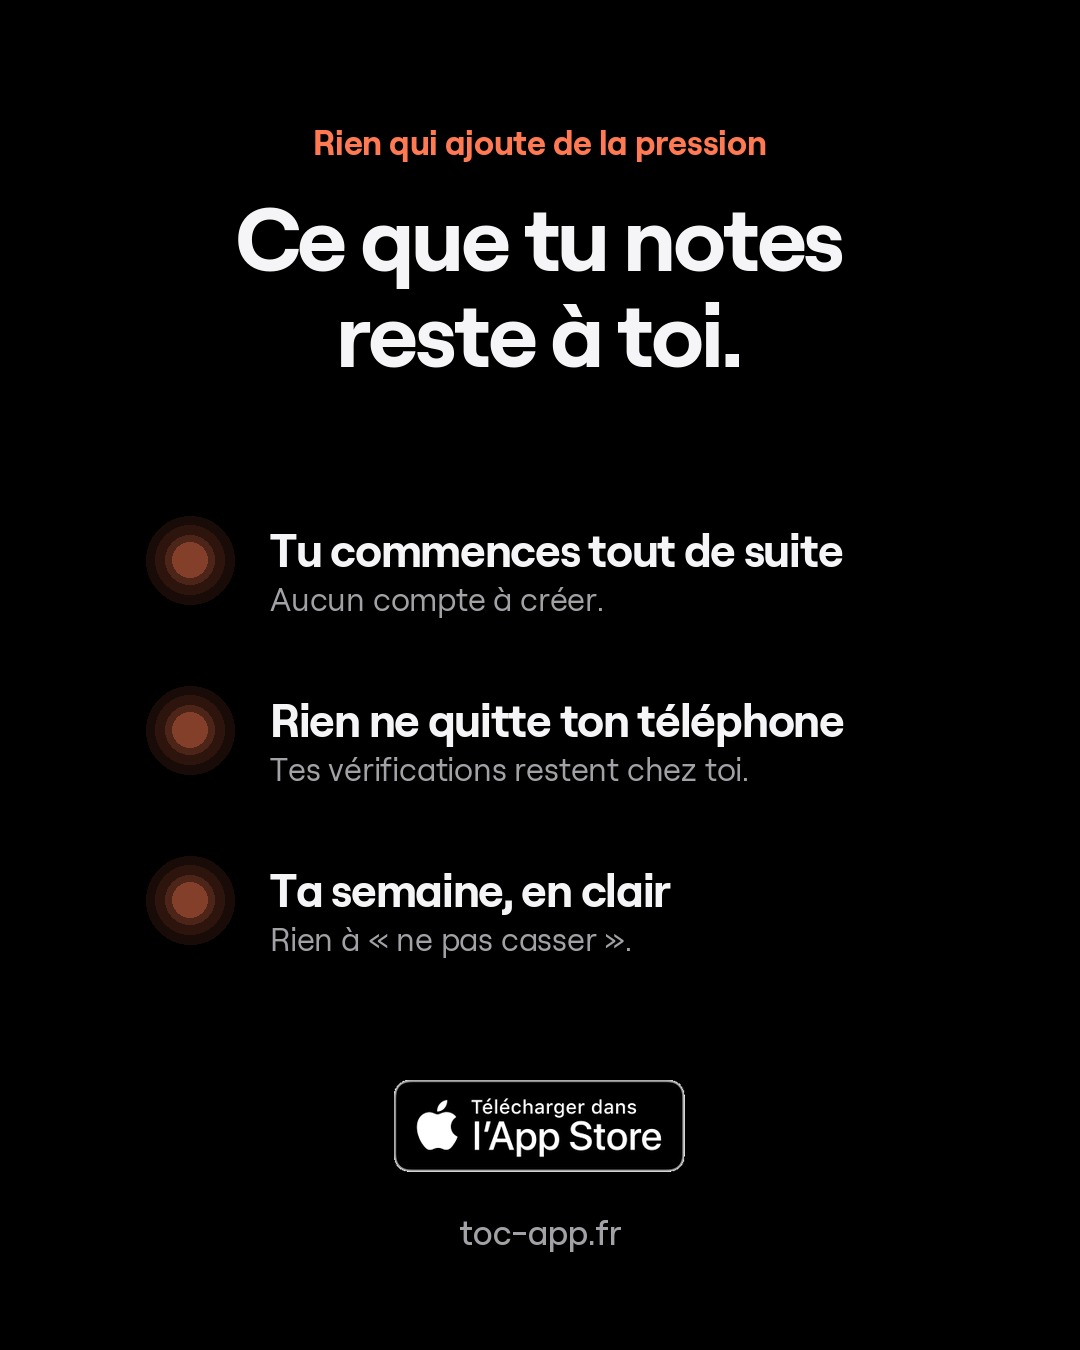 Rien qui ajoute de la pression
Ce que tu notes
reste à toi.
Tu commences tout de suite
Aucun compte à créer.
Rien ne quitte ton téléphone
Tes vérifications restent chez toi.
Ta semaine, en clair
Rien à « ne pas casser ».
Télécharger dans
l’App Store
toc-app.fr